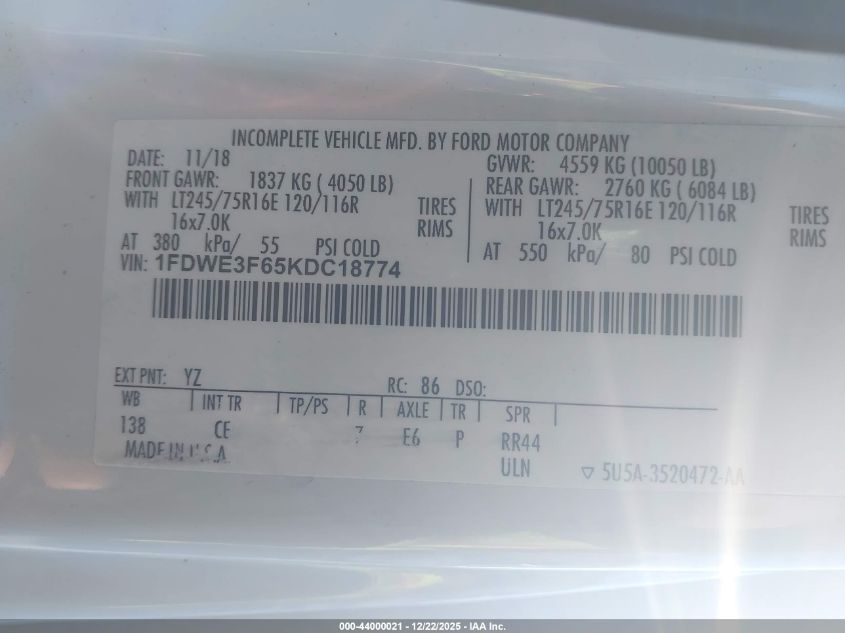 INCOMPLETE VEHICLE MFD. BY FORD MOTOR COMPANY
DATE: 11/18 GVWR: 4559 KG (10050 LB)
FRONT GAWR: 1837 KG ( 4050 LB) REAR GAWR: 2760 KG ( 6084 LB)
WITH LT245/75R16E 120/116R TIRES WITH LT245/75R16E 120/116R TIRES
16x7.0K RIMS 16x7.0K RIMS
AT 380 kPa/ 55 PSI COLD AT 550 kPa/ 80 PSI COLD
VIN: 1FDWE3F65KDC18774
EXT PNT: YZ RC: 86 DSO:
WB INT TR TP/PS R AXLE TR SPR
138 CE 7 E6 P RR44
MADE IN U.S.A ULN ▽ 5U5A-3520472-AA
000-44000021 - 12/22/2025 - IAA Inc.